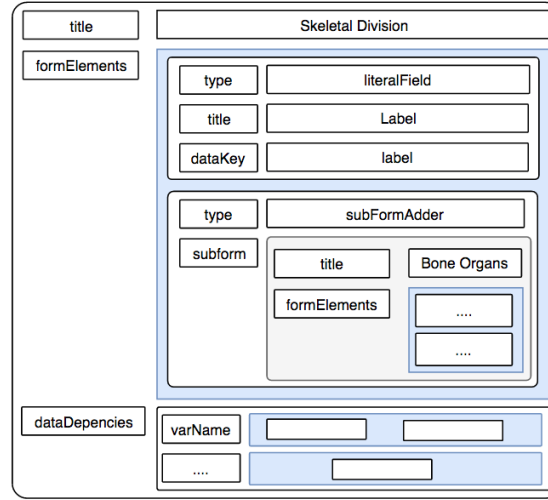 title Skeletal Division
formElements
type literalField
title Label
dataKey label
type subFormAdder
subform
title Bone Organs
formElements ....
....
dataDepencies varName
....